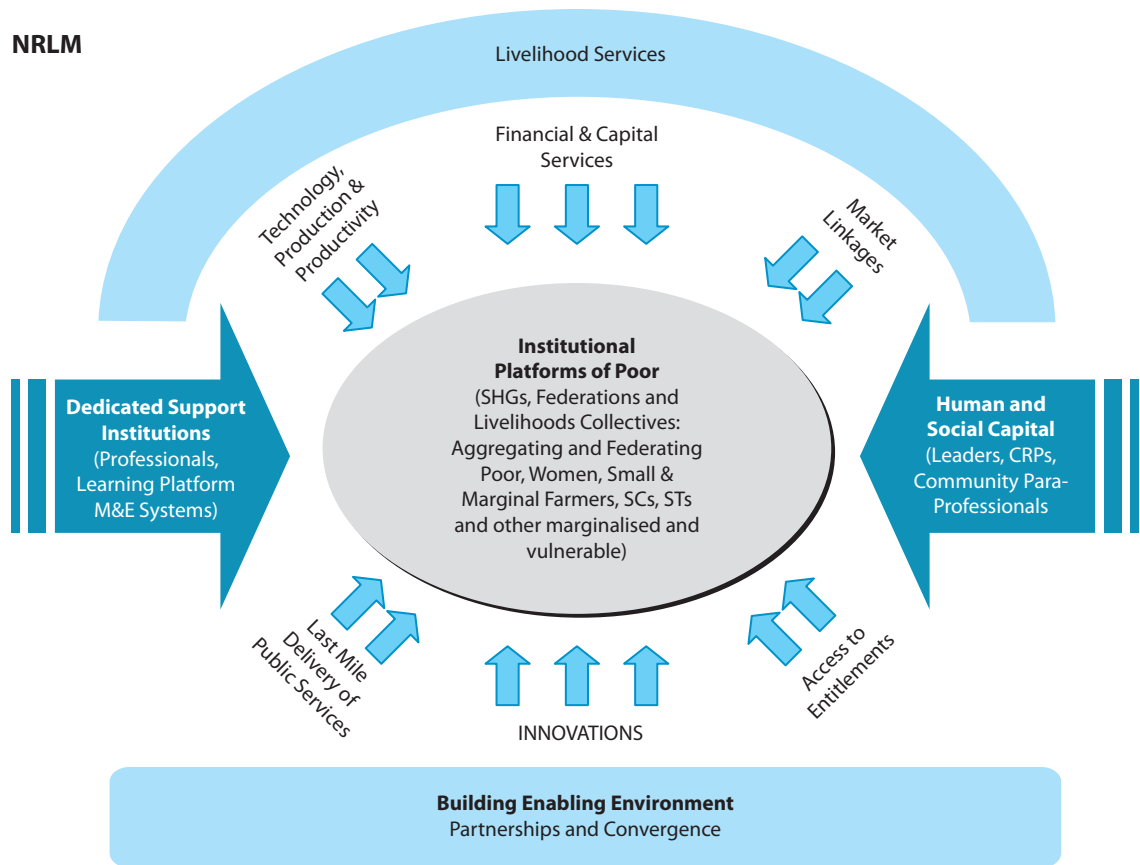 NRLM
Livelihood Services
Financial & Capital
Services
Technology,
Production &
Productivity
Market
Linkages
Institutional
Platforms of Poor
(SHGs, Federations and
Livelihoods Collectives:
Aggregating and Federating
Poor, Women, Small &
Marginal Farmers, SCs, STs
and other marginalised and
vulnerable)
Dedicated Support
Institutions
(Professionals,
Learning Platform
M&E Systems)
Human and
Social Capital
(Leaders, CRPs,
Community Para-
Professionals
Last Mile
Delivery of
Public Services
INNOVATIONS
Access to
Entitlements
Building Enabling Environment
Partnerships and Convergence